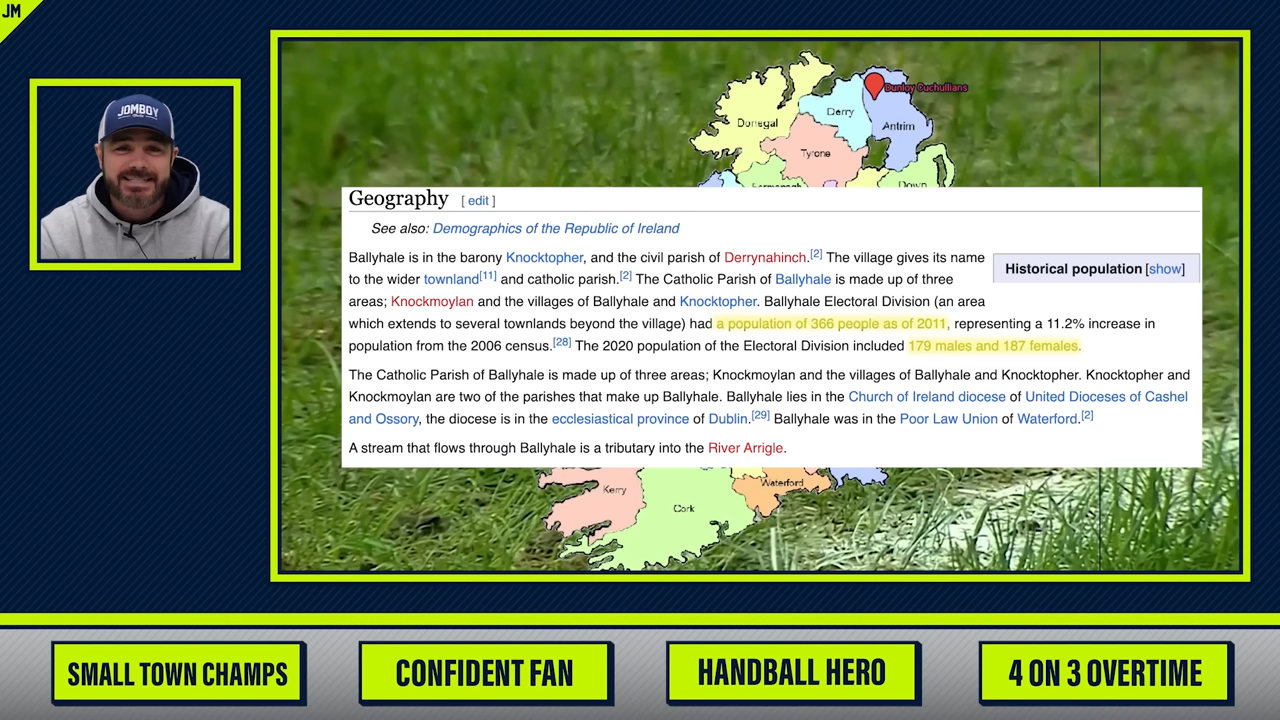 JM
JOMBOY
Dunloy Cuchullians
Donegal
Derry
Antrim
Tyrone
Fermanagh
Down
Geography [ edit ]
See also: Demographics of the Republic of Ireland
Ballyhale is in the barony Knocktopher, and the civil parish of Derrynahinch.[2] The village gives its name
Historical population [show]
to the wider townland[11] and catholic parish.[2] The Catholic Parish of Ballyhale is made up of three
areas; Knockmoylan and the villages of Ballyhale and Knocktopher. Ballyhale Electoral Division (an area
which extends to several townlands beyond the village) had a population of 366 people as of 2011, representing a 11.2% increase in
population from the 2006 census.[28] The 2020 population of the Electoral Division included 179 males and 187 females.
The Catholic Parish of Ballyhale is made up of three areas; Knockmoylan and the villages of Ballyhale and Knocktopher. Knocktopher and
Knockmoylan are two of the parishes that make up Ballyhale. Ballyhale lies in the Church of Ireland diocese of United Dioceses of Cashel
and Ossory, the diocese is in the ecclesiastical province of Dublin.[29] Ballyhale was in the Poor Law Union of Waterford.[2]
A stream that flows through Ballyhale is a tributary into the River Arrigle.
Kerry
Cork
Waterford
SMALL TOWN CHAMPS
CONFIDENT FAN
HANDBALL HERO
4 ON 3 OVERTIME